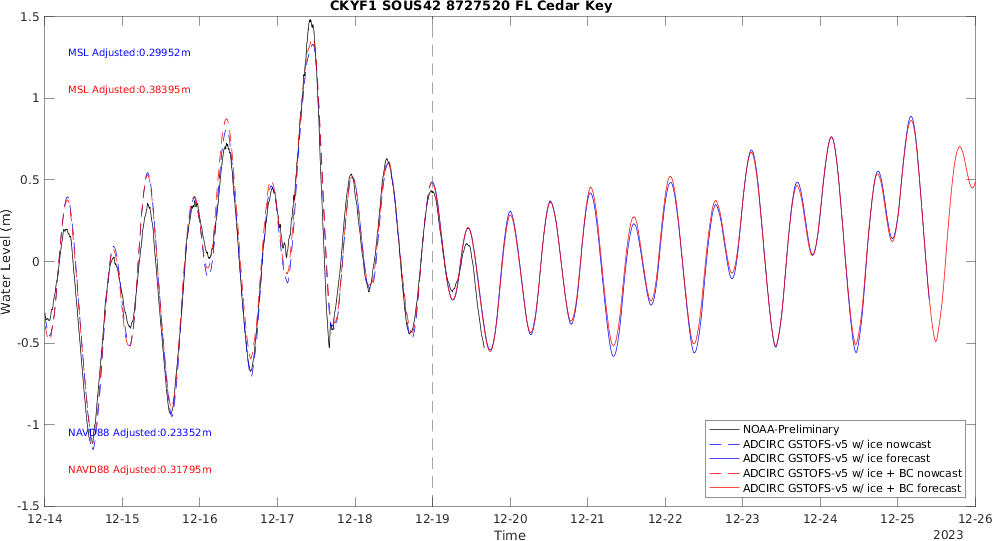 CKYF1 SOUS42 8727520 FL Cedar Key
1.5
1
0.5
0
-0.5
-1
-1.5
Water Level (m)
MSL Adjusted:0.29952m
MSL Adjusted:0.38395m
NAVD88 Adjusted:0.23352m
NAVD88 Adjusted:0.31795m
NOAA-Preliminary
ADCIRC GSTOFS-v5 w/ ice nowcast
ADCIRC GSTOFS-v5 w/ ice forecast
ADCIRC GSTOFS-v5 w/ ice + BC nowcast
ADCIRC GSTOFS-v5 w/ ice + BC forecast
12-14 12-15 12-16 12-17 12-18 12-19 12-20 12-21 12-22 12-23 12-24 12-25 12-26
Time
2023